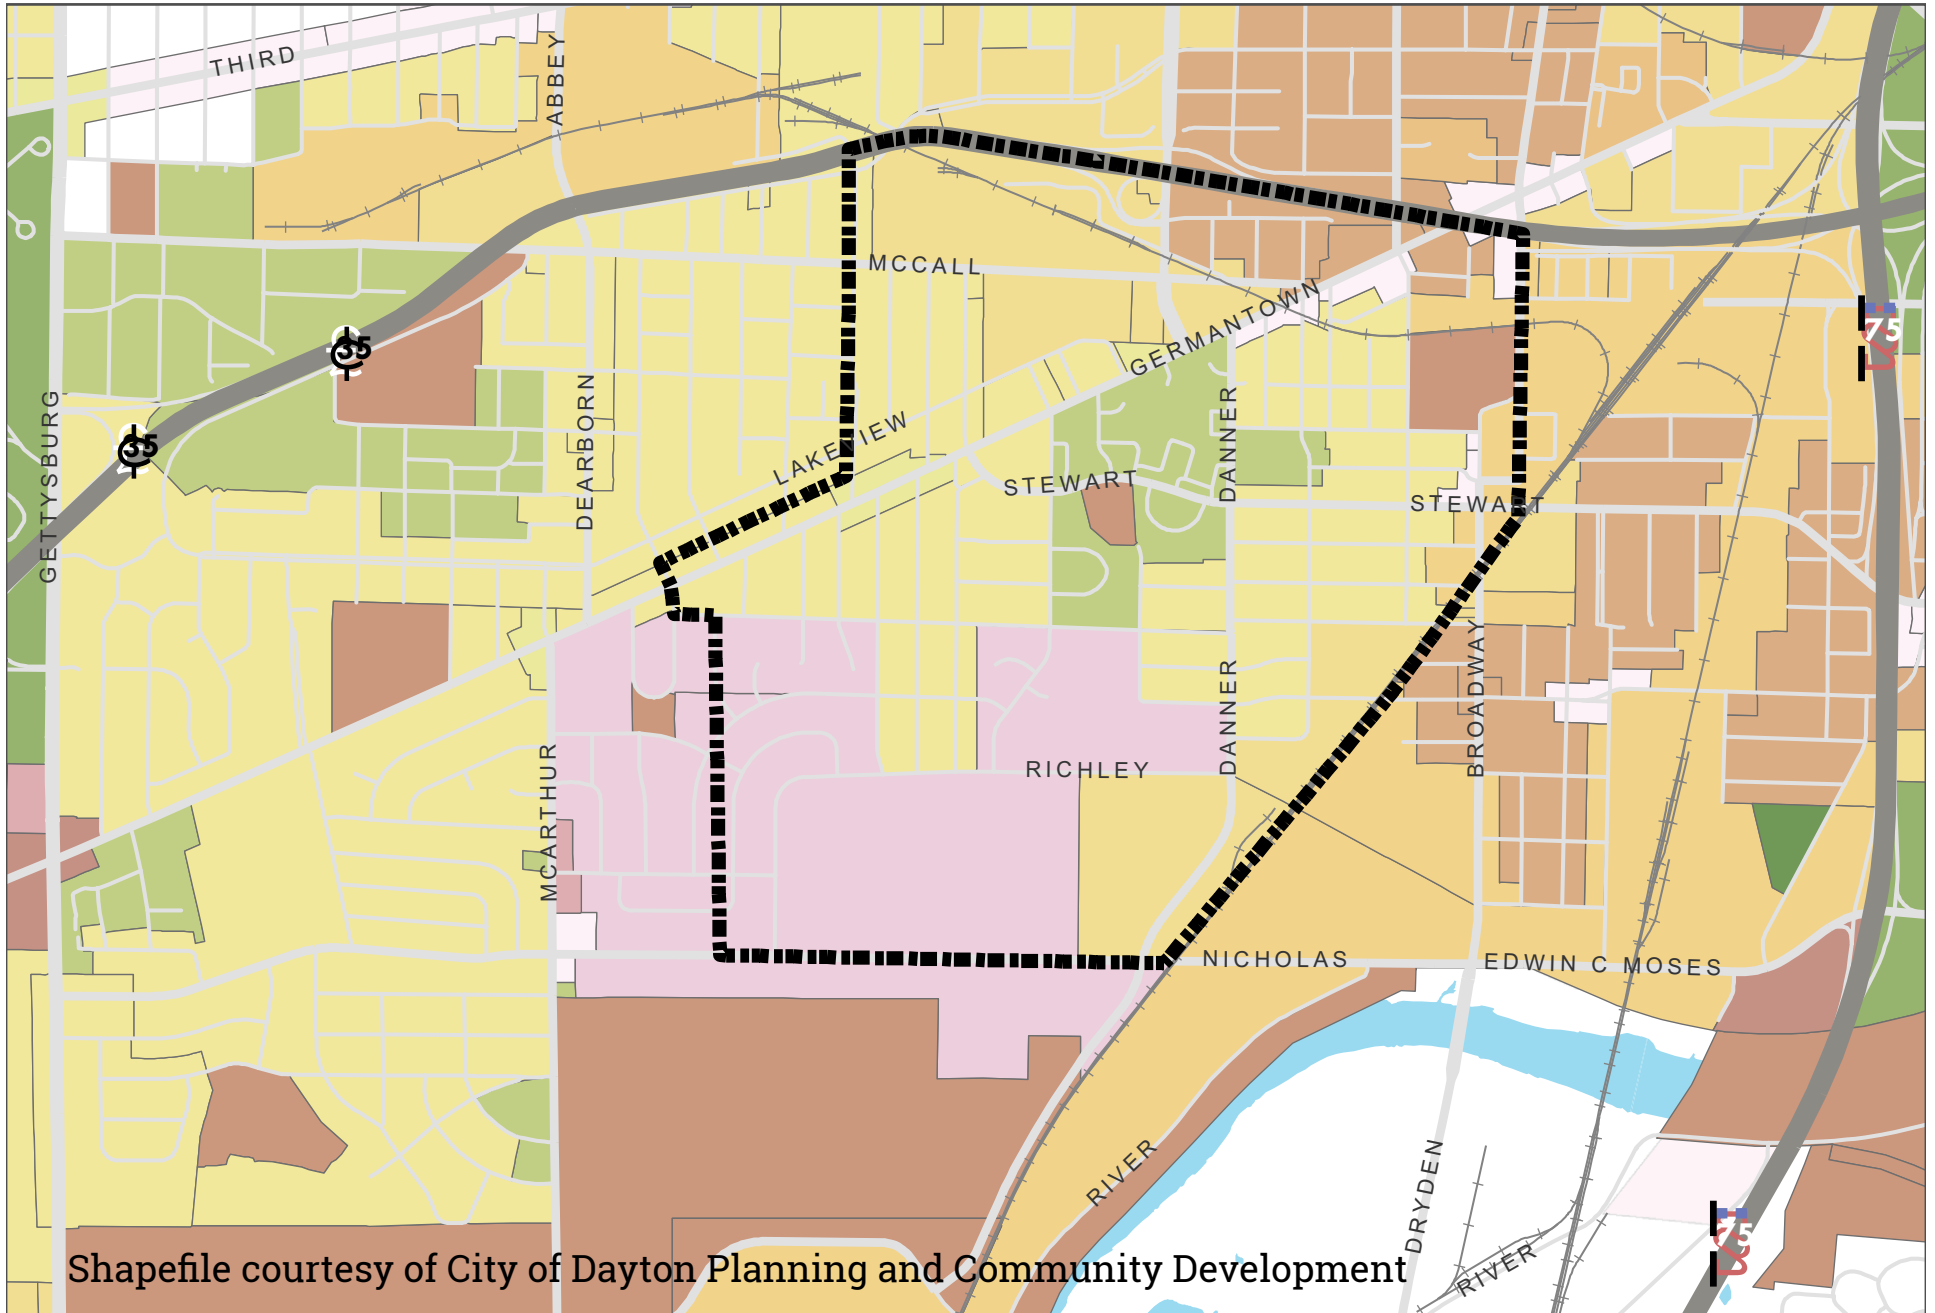 THIRD
ABBEY
MCCALL
GERMANTOWN
75
35
35
GETTYSBURG
DEARBORN
LAKEVIEW
STEWART
DANNER
STEWART
BROADWAY
DANNER
RICHLEY
MCARTHUR
NICHOLAS
EDWIN C MOSES
RIVER
DRYDEN
75
RIVER
Shapefile courtesy of City of Dayton Planning and Community Development